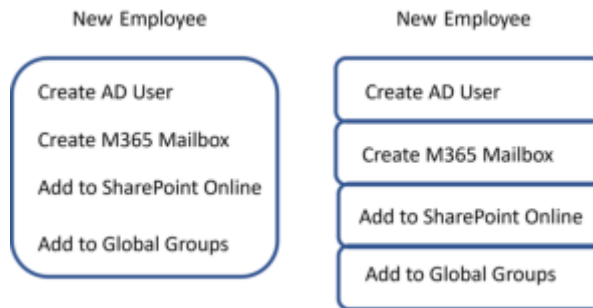 New Employee
Create AD User
Create M365 Mailbox
Add to SharePoint Online
Add to Global Groups
New Employee
Create AD User
Create M365 Mailbox
Add to SharePoint Online
Add to Global Groups